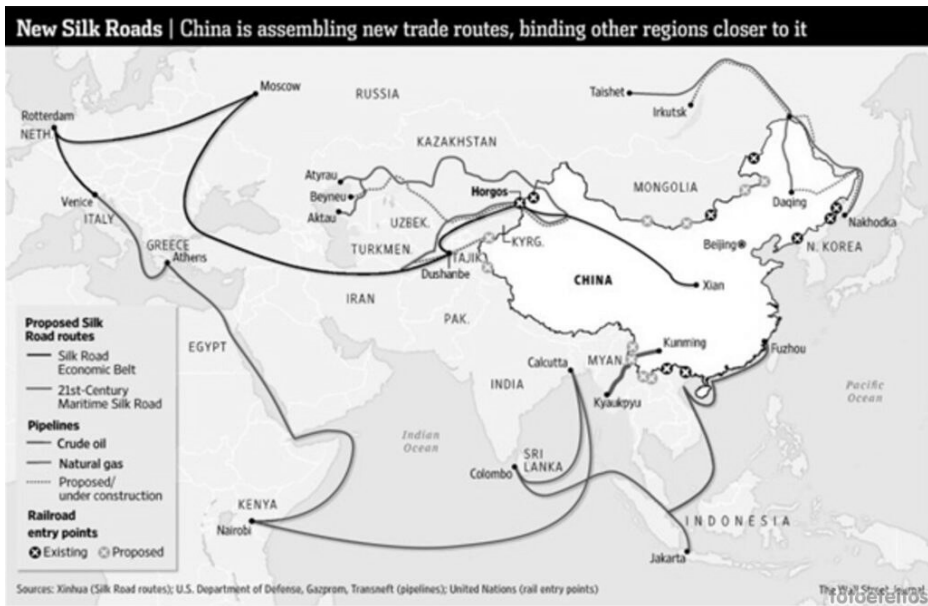 New Silk Roads | China is assembling new trade routes, binding other regions closer to it
Moscow
RUSSIA
Taishet
Irkutsk
Rotterdam
NETH.
KAZAKHSTAN
Atyrau
Beyneu
Aktau
Horgos
MONGOLIA
Daqing
Venice
ITALY
UZBEK.
Nakhodka
GREECE
Athens
TURKMEN.
KYRG.
Beijing
N. KOREA
TAJIK.
Dushanbe
CHINA
Xian
IRAN
PAK.
EGYPT
Kunming
Fuzhou
Calcutta
MYAN.
INDIA
Kyaukpyu
Pacific
Ocean
Indian
Ocean
SRI
LANKA
Colombo
KENYA
Nairobi
INDONESIA
Jakarta
Proposed Silk
Road routes
Silk Road
Economic Belt
21st-Century
Maritime Silk Road
Pipelines
Crude oil
Natural gas
Proposed/
under construction
Railroad
entry points
Existing
Proposed
Sources: Xinhua (Silk Road routes); U.S. Department of Defense, Gazprom, Transneft (pipelines); United Nations (rail entry points)
The Wall Street Journal
fotoefeitos